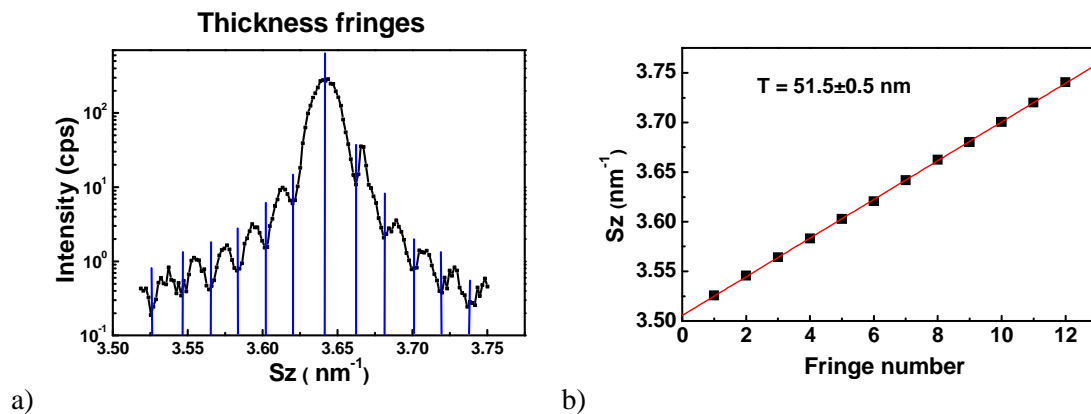 Thickness fringes
Intensity (cps)
10²
10¹
10⁰
10⁻¹
3.50 3.55 3.60 3.65 3.70 3.75
Sz ( nm⁻¹)
a)
T = 51.5±0.5 nm
Sz (nm⁻¹)
3.75
3.70
3.65
3.60
3.55
3.50
0 2 4 6 8 10 12
Fringe number
b)